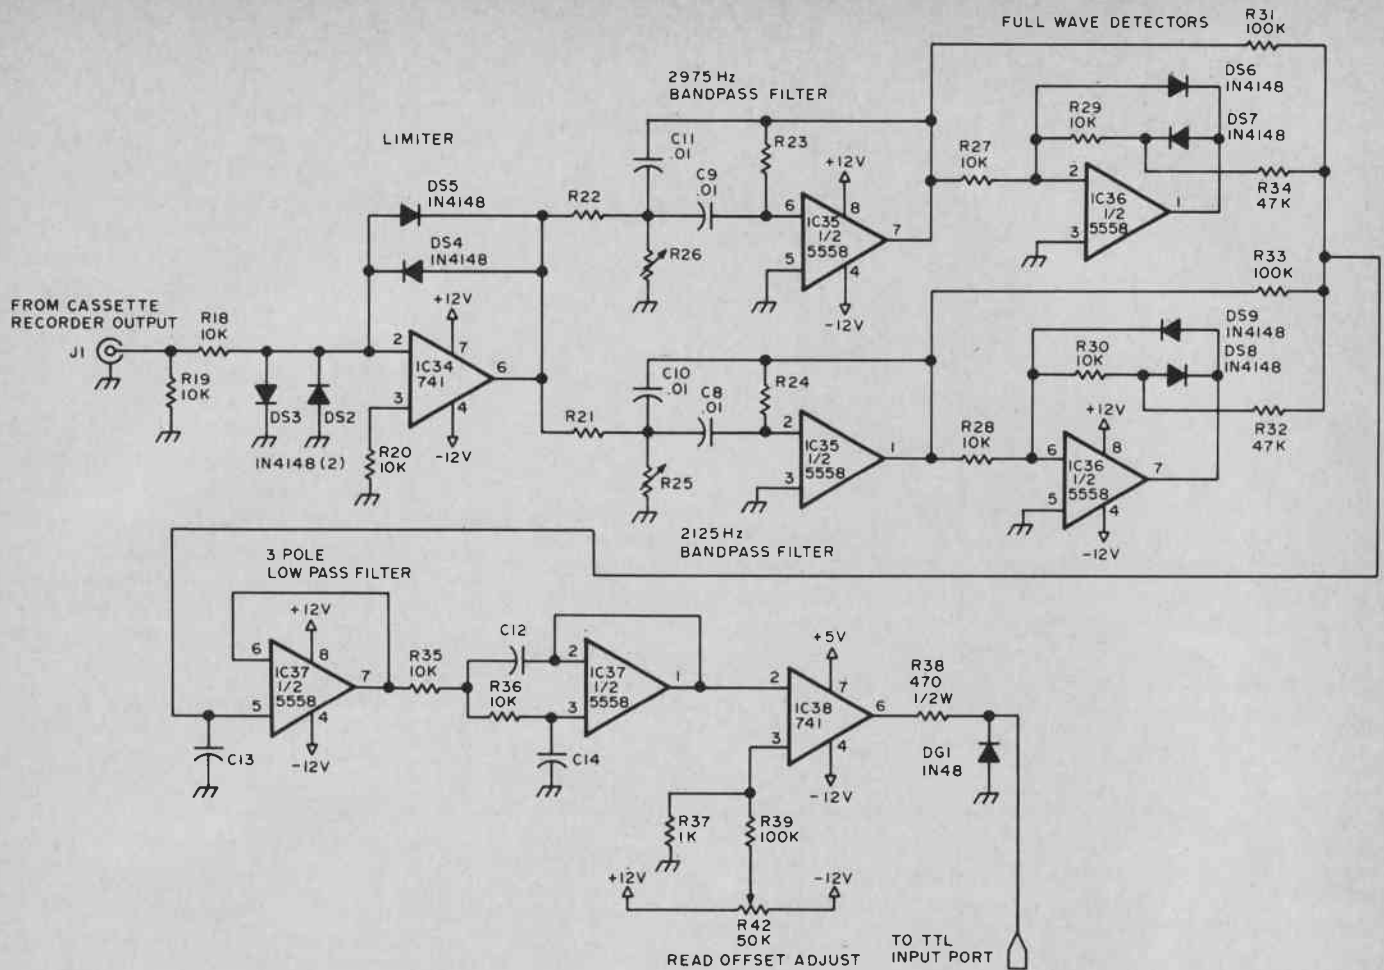 FULL WAVE DETECTORS
R31
100K
2975 Hz
BANDPASS FILTER
DS6
1N4148
R29
10K
DS7
1N4148
LIMITER
C11
.01
R23
C9
.01
+12V
R27
10K
R34
47K
DS5
1N4148
R22
6
8
IC35
1/2
5558
7
5
4
-12V
2
IC36
1/2
5558
1
3
DS4
1N4148
R26
R33
100K
FROM CASSETTE
RECORDER OUTPUT
J1
R18
10K
+12V
2
7
IC34
741
6
3
4
-12V
R19
10K
DS3
DS2
1N4148 (2)
R20
10K
C10
.01
R24
C8
.01
R21
R25
2
IC35
1/2
5558
1
3
R28
10K
R30
10K
DS9
1N4148
DS8
1N4148
+12V
R32
47K
6
8
IC36
1/2
5558
7
5
4
-12V
2125 Hz
BANDPASS FILTER
3 POLE
LOW PASS FILTER
+12V
6
8
IC37
1/2
5558
7
5
4
-12V
C13
R35
10K
C12
R36
10K
C14
2
IC37
1/2
5558
1
3
+5V
2
7
IC38
741
6
3
4
-12V
R38
470
1/2W
DG1
1N48
R37
1K
R39
100K
+12V
-12V
R42
50K
READ OFFSET ADJUST
TO TTL
INPUT PORT